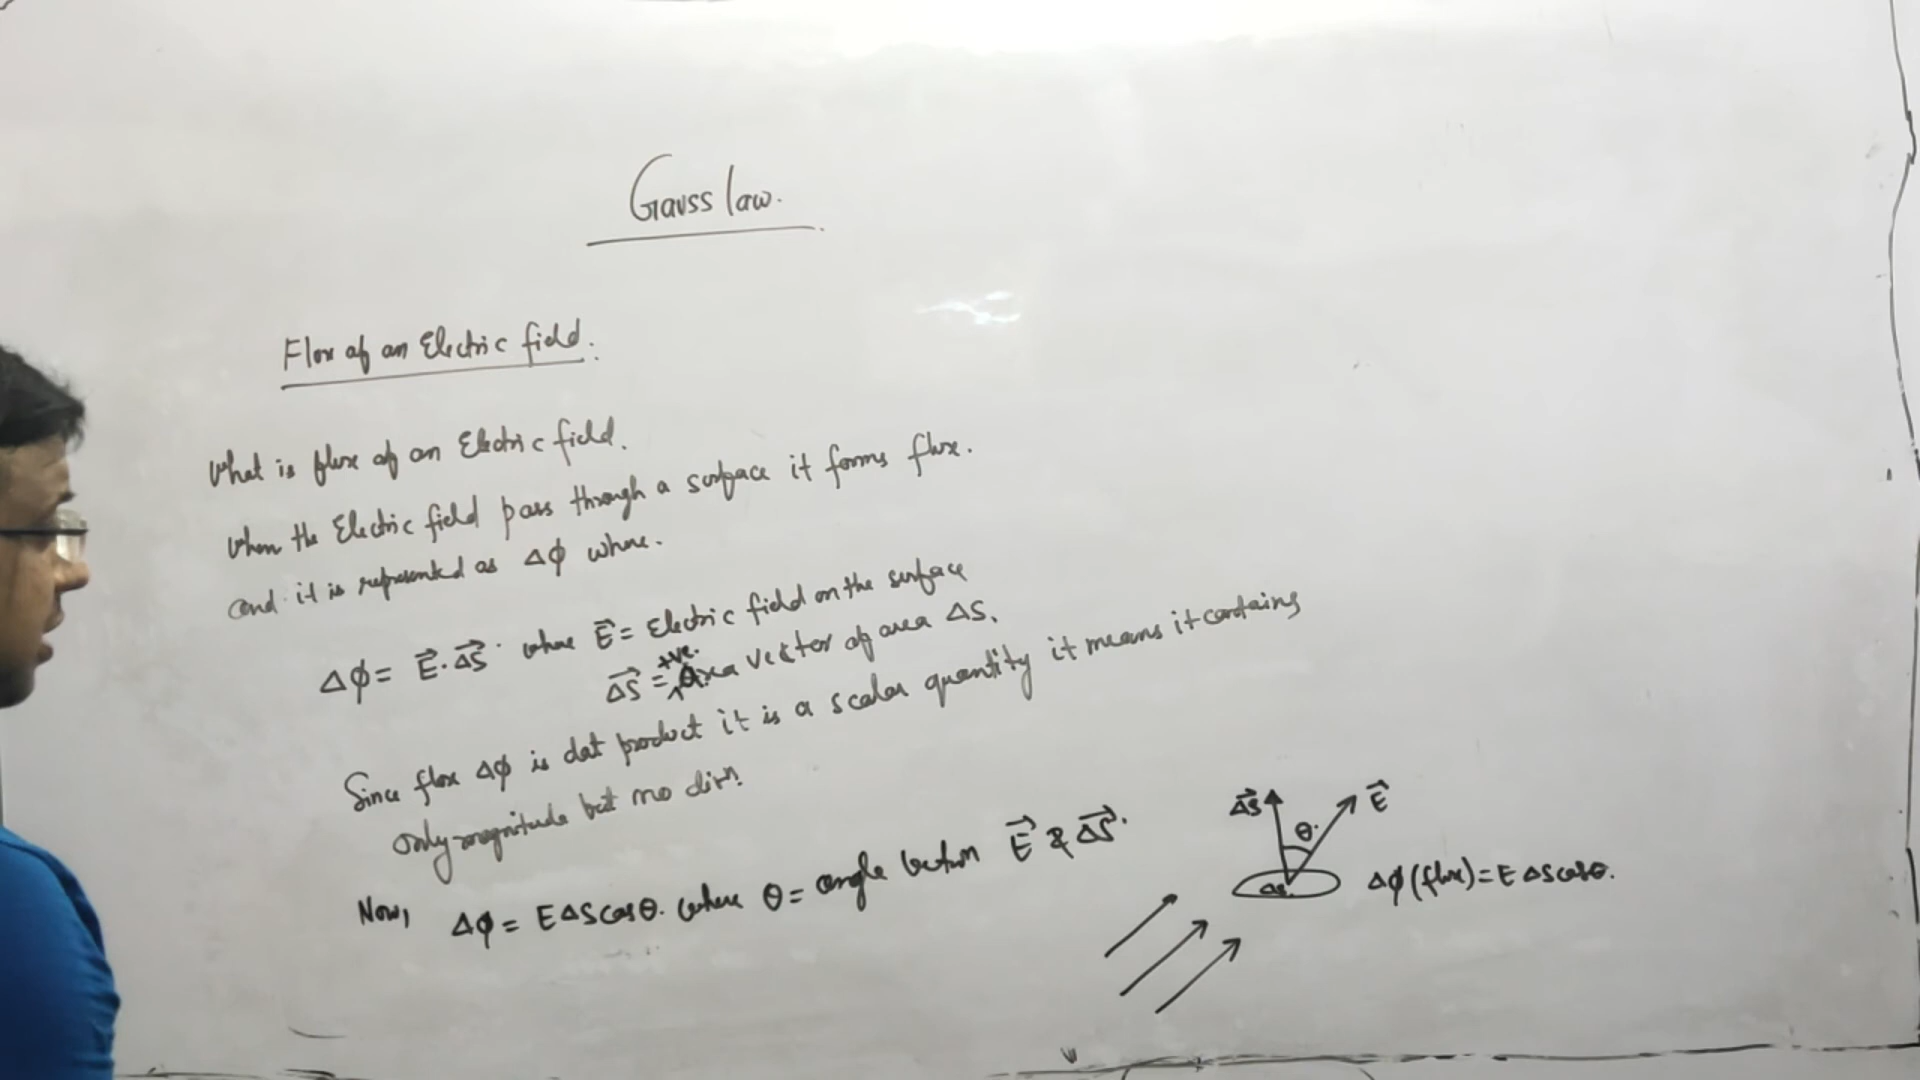 Gauss law.
Flux of an Electric field.
What is flux of an Electric field.
When the Electric field pass through a surface it forms flux.
and it is represented as Δφ where.
Δφ = E⃗.ΔS⃗ where E⃗ = Electric field on the surface
ΔS⃗ = +ve. Area vector of area ΔS.
Since flux Δφ is dot product it is a scalar quantity it means it contains
only magnitude but no dirⁿ.
Now, Δφ = EΔScosθ. where θ = angle between E⃗ & ΔS⃗.
ΔS⃗ θ. E⃗
Δφ (flux) = EΔScosθ.